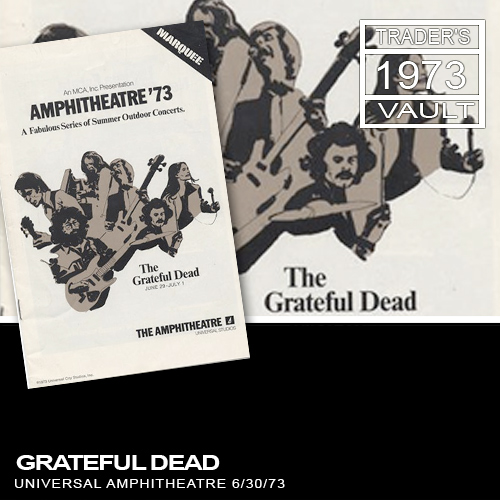 MARQUEE
An MCA, Inc. Presentation
AMPHITHEATRE '73
A Fabulous Series of Summer Outdoor Concerts.
The
Grateful Dead
JUNE 29-JULY 1
THE AMPHITHEATRE
UNIVERSAL STUDIOS
TRADER'S
1973
VAULT
The
Grateful Dead
GRATEFUL DEAD
UNIVERSAL AMPHITHEATRE 6/30/73